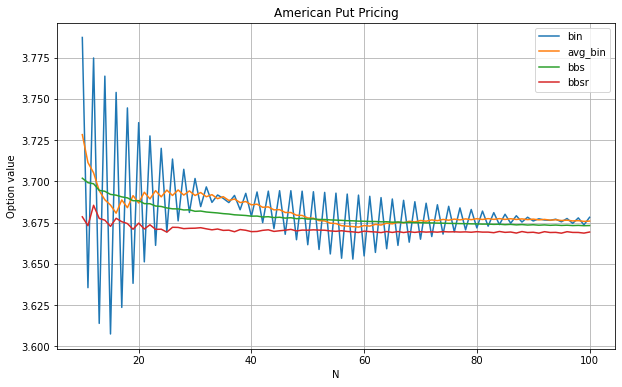 American Put Pricing
bin
avg_bin
bbs
bbsr
Option value
3.775
3.750
3.725
3.700
3.675
3.650
3.625
3.600
20
40
60
80
100
N